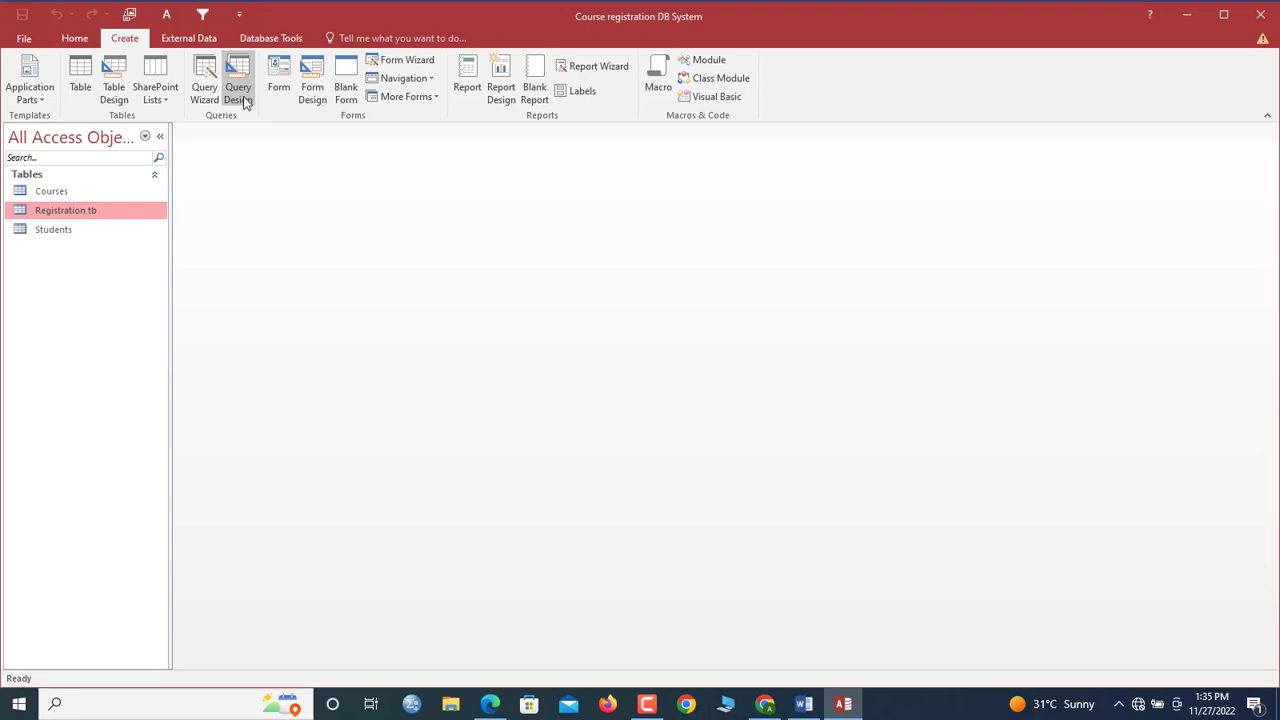 Course registration DB System
?
File Home Create External Data Database Tools Tell me what you want to do...
Application Parts
Table
Table Design
SharePoint Lists
Query Wizard
Query Design
Form
Form Design
Blank Form
Form Wizard
Navigation
More Forms
Report
Report Design
Blank Report
Report Wizard
Labels
Macro
Module
Class Module
Visual Basic
Templates Tables Queries Forms Reports Macros & Code
All Access Obje...
Search...
Tables
Courses
Registration tb
Students
Ready
31°C Sunny
1:35 PM
11/27/2022
1